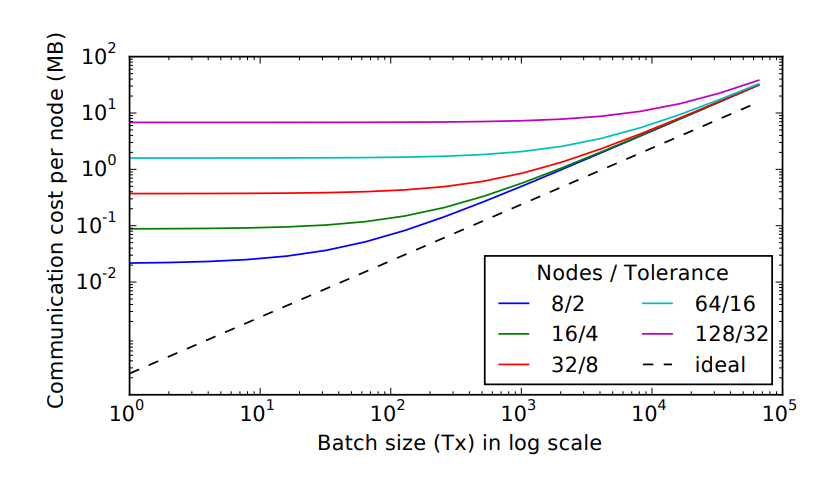 Communication cost per node (MB)
10^2
10^1
10^0
10^-1
10^-2
Nodes / Tolerance
8/2
64/16
16/4
128/32
32/8
ideal
10^0 10^1 10^2 10^3 10^4 10^5
Batch size (Tx) in log scale